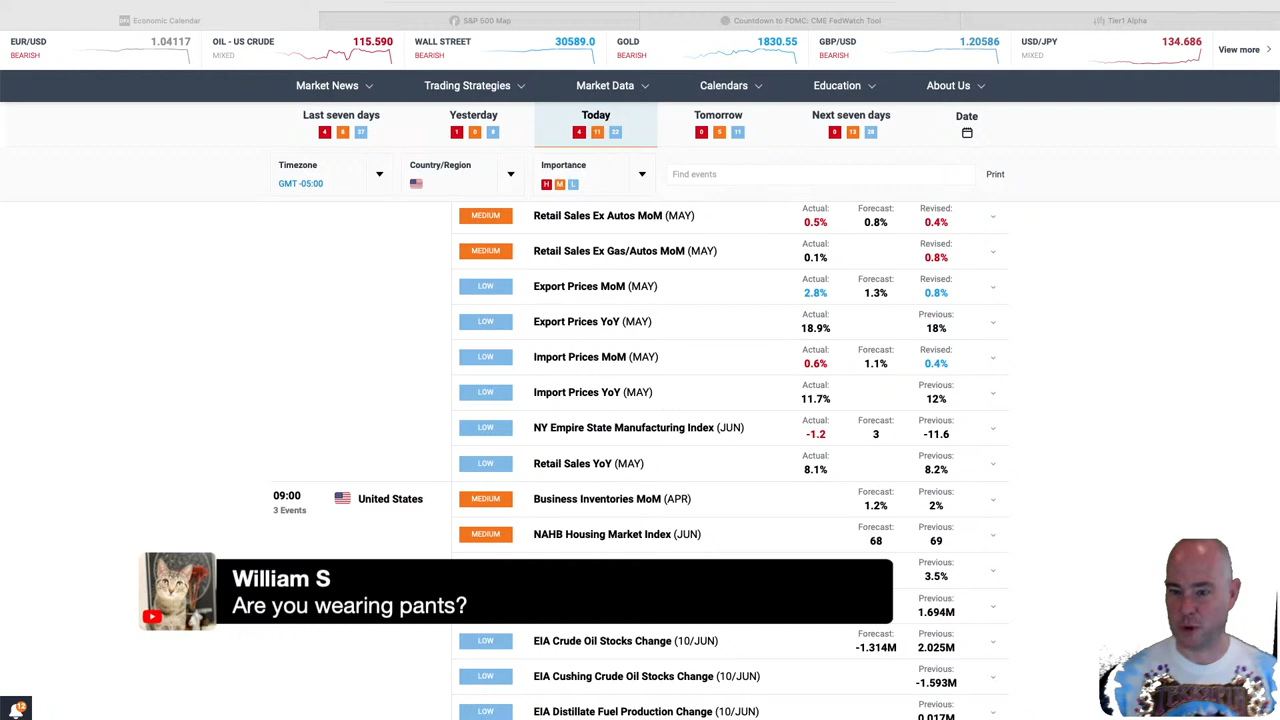 Economic Calendar
S&P 500 Map
Countdown to FOMC: CME FedWatch Tool
Tier1 Alpha
EUR/USD
1.04117
BEARISH
OIL - US CRUDE
115.590
MIXED
WALL STREET
30589.0
BEARISH
GOLD
1830.55
BEARISH
GBP/USD
1.20586
BEARISH
USD/JPY
134.686
MIXED
View more
Market News
Trading Strategies
Market Data
Calendars
Education
About Us
Last seven days
4 8 37
Yesterday
1 0 9
Today
4 11 22
Tomorrow
0 5 11
Next seven days
0 13 28
Date
Timezone
GMT -05:00
Country/Region
Importance
H M L
Find events
Print
MEDIUM
Retail Sales Ex Autos MoM (MAY)
Actual: Forecast: Revised:
0.5% 0.8% 0.4%
MEDIUM
Retail Sales Ex Gas/Autos MoM (MAY)
Actual: Revised:
0.1% 0.8%
LOW
Export Prices MoM (MAY)
Actual: Forecast: Revised:
2.8% 1.3% 0.8%
LOW
Export Prices YoY (MAY)
Actual: Previous:
18.9% 18%
LOW
Import Prices MoM (MAY)
Actual: Forecast: Revised:
0.6% 1.1% 0.4%
LOW
Import Prices YoY (MAY)
Actual: Previous:
11.7% 12%
LOW
NY Empire State Manufacturing Index (JUN)
Actual: Forecast: Previous:
-1.2 3 -11.6
LOW
Retail Sales YoY (MAY)
Actual: Previous:
8.1% 8.2%
09:00
3 Events
United States
MEDIUM
Business Inventories MoM (APR)
Forecast: Previous:
1.2% 2%
MEDIUM
NAHB Housing Market Index (JUN)
Forecast: Previous:
68 69
Previous:
3.5%
Previous:
1.694M
William S
Are you wearing pants?
LOW
EIA Crude Oil Stocks Change (10/JUN)
Forecast: Previous:
-1.314M 2.025M
LOW
EIA Cushing Crude Oil Stocks Change (10/JUN)
Previous:
-1.593M
LOW
EIA Distillate Fuel Production Change (10/JUN)
Previous:
0.017M
12